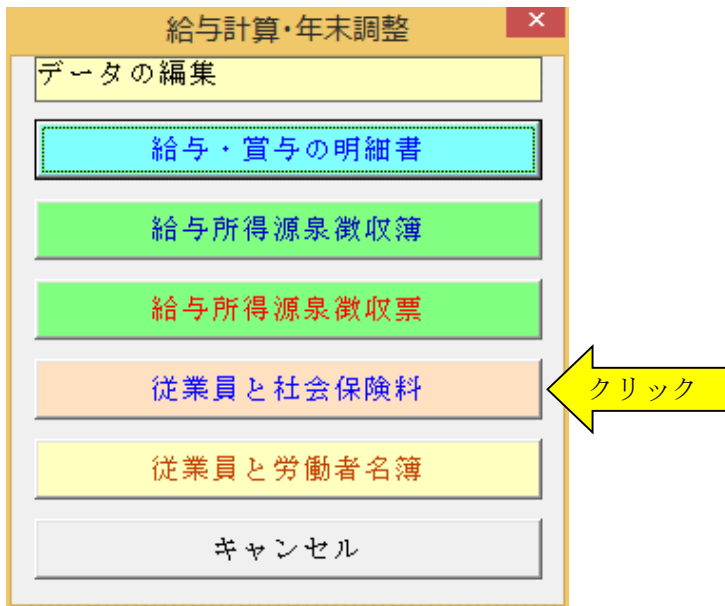 給与計算・年末調整
データの編集
給与・賞与の明細書
給与所得源泉徴収簿
給与所得源泉徴収票
従業員と社会保険料
クリック
従業員と労働者名簿
キャンセル